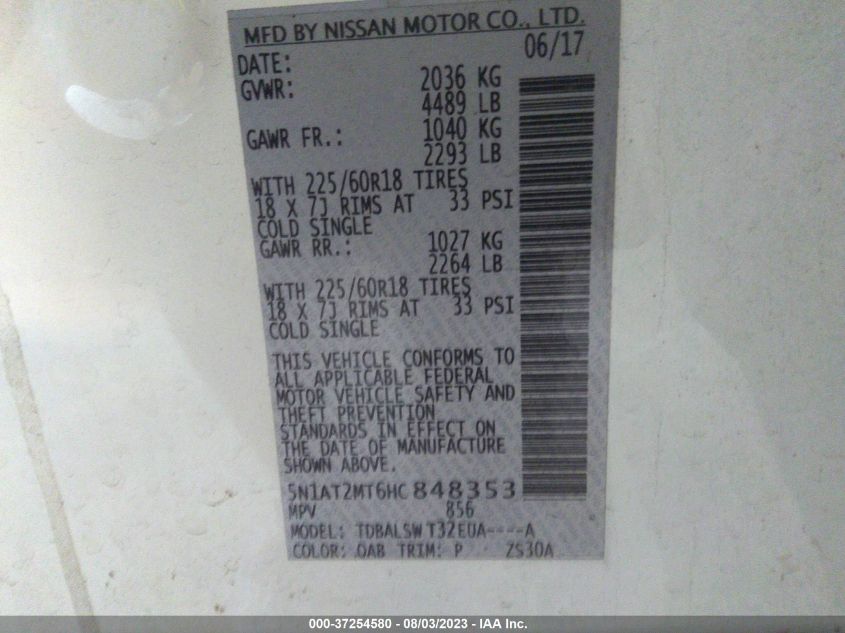 MFD BY NISSAN MOTOR CO., LTD.
DATE: 06/17
GVWR: 2036 KG
4489 LB
GAWR FR.: 1040 KG
2293 LB
WITH 225/60R18 TIRES
18 X 7J RIMS AT 33 PSI
COLD SINGLE
GAWR RR.: 1027 KG
2264 LB
WITH 225/60R18 TIRES
18 X 7J RIMS AT 33 PSI
COLD SINGLE
THIS VEHICLE CONFORMS TO
ALL APPLICABLE FEDERAL
MOTOR VEHICLE SAFETY AND
THEFT PREVENTION
STANDARDS IN EFFECT ON
THE DATE OF MANUFACTURE
SHOWN ABOVE.
5N1AT2MT6HC848353
MPV 856
MODEL: TDBALSW T32EUA----A
COLOR: QAB TRIM: P ZS30A
000-37254580 - 08/03/2023 - IAA Inc.